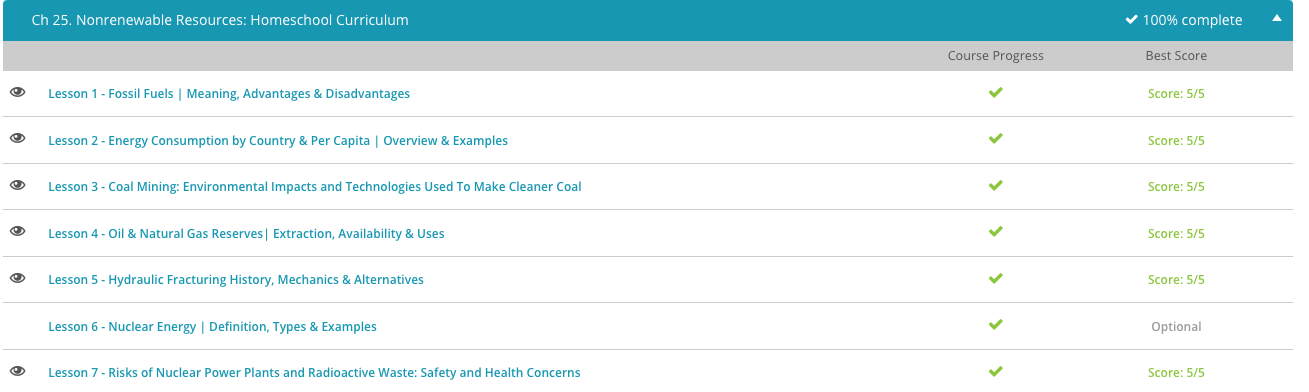 Ch 25. Nonrenewable Resources: Homeschool Curriculum 100% complete
Course Progress Best Score
Lesson 1 - Fossil Fuels | Meaning, Advantages & Disadvantages Score: 5/5
Lesson 2 - Energy Consumption by Country & Per Capita | Overview & Examples Score: 5/5
Lesson 3 - Coal Mining: Environmental Impacts and Technologies Used To Make Cleaner Coal Score: 5/5
Lesson 4 - Oil & Natural Gas Reserves| Extraction, Availability & Uses Score: 5/5
Lesson 5 - Hydraulic Fracturing History, Mechanics & Alternatives Score: 5/5
Lesson 6 - Nuclear Energy | Definition, Types & Examples Optional
Lesson 7 - Risks of Nuclear Power Plants and Radioactive Waste: Safety and Health Concerns Score: 5/5